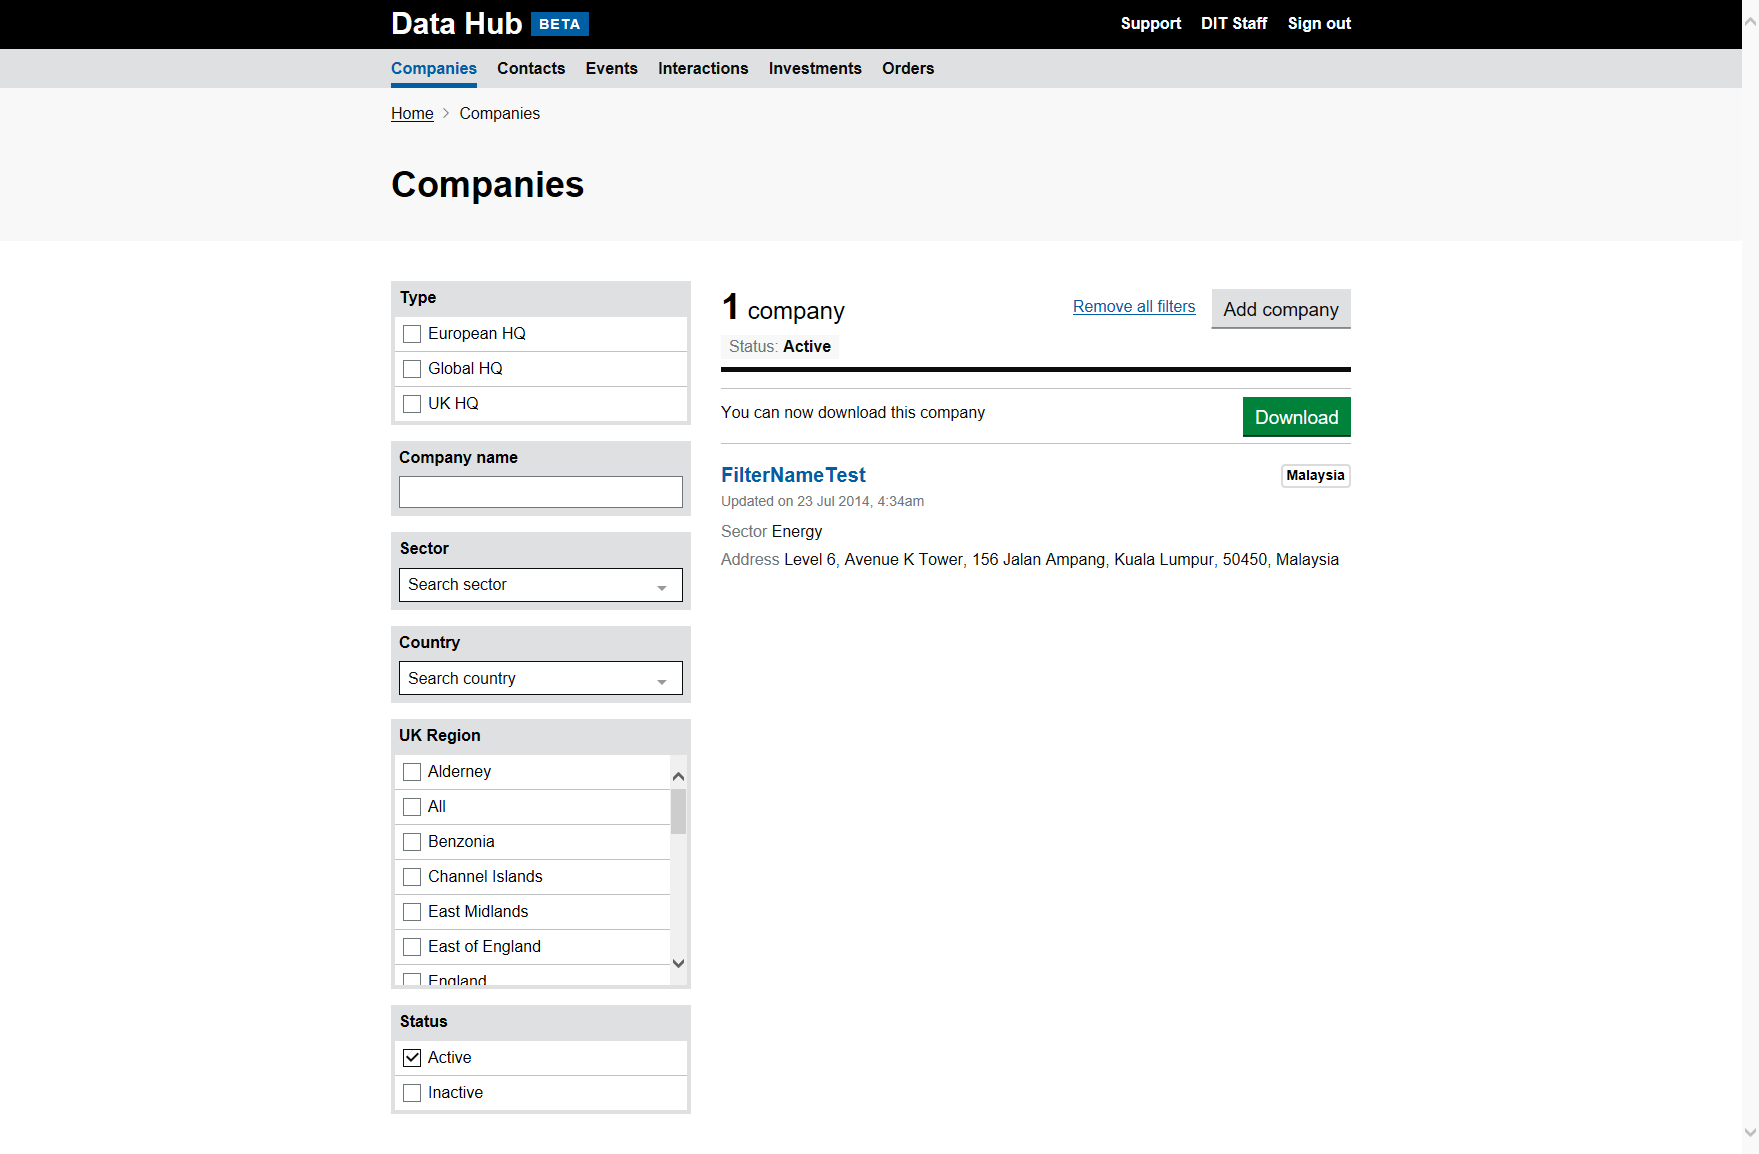 Data Hub BETA
Support DIT Staff Sign out
Companies Contacts Events Interactions Investments Orders
Home > Companies
Companies
Type
European HQ
Global HQ
UK HQ
Company name
Sector
Search sector
Country
Search country
UK Region
Alderney
All
Benzonia
Channel Islands
East Midlands
East of England
England
Status
Active
Inactive
1 company
Remove all filters
Add company
Status: Active
You can now download this company
Download
FilterNameTest
Malaysia
Updated on 23 Jul 2014, 4:34am
Sector Energy
Address Level 6, Avenue K Tower, 156 Jalan Ampang, Kuala Lumpur, 50450, Malaysia